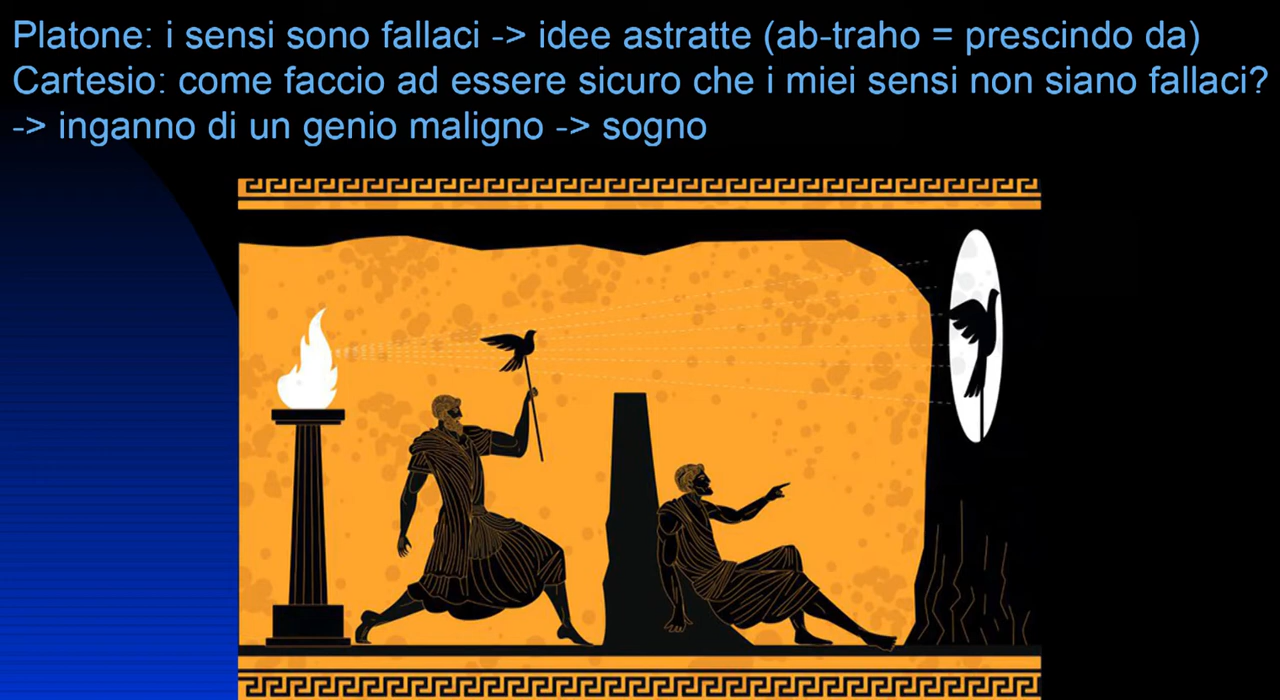 Platone: i sensi sono fallaci -> idee astratte (ab-traho = prescindo da)
Cartesio: come faccio ad essere sicuro che i miei sensi non siano fallaci?
-> inganno di un genio maligno -> sogno